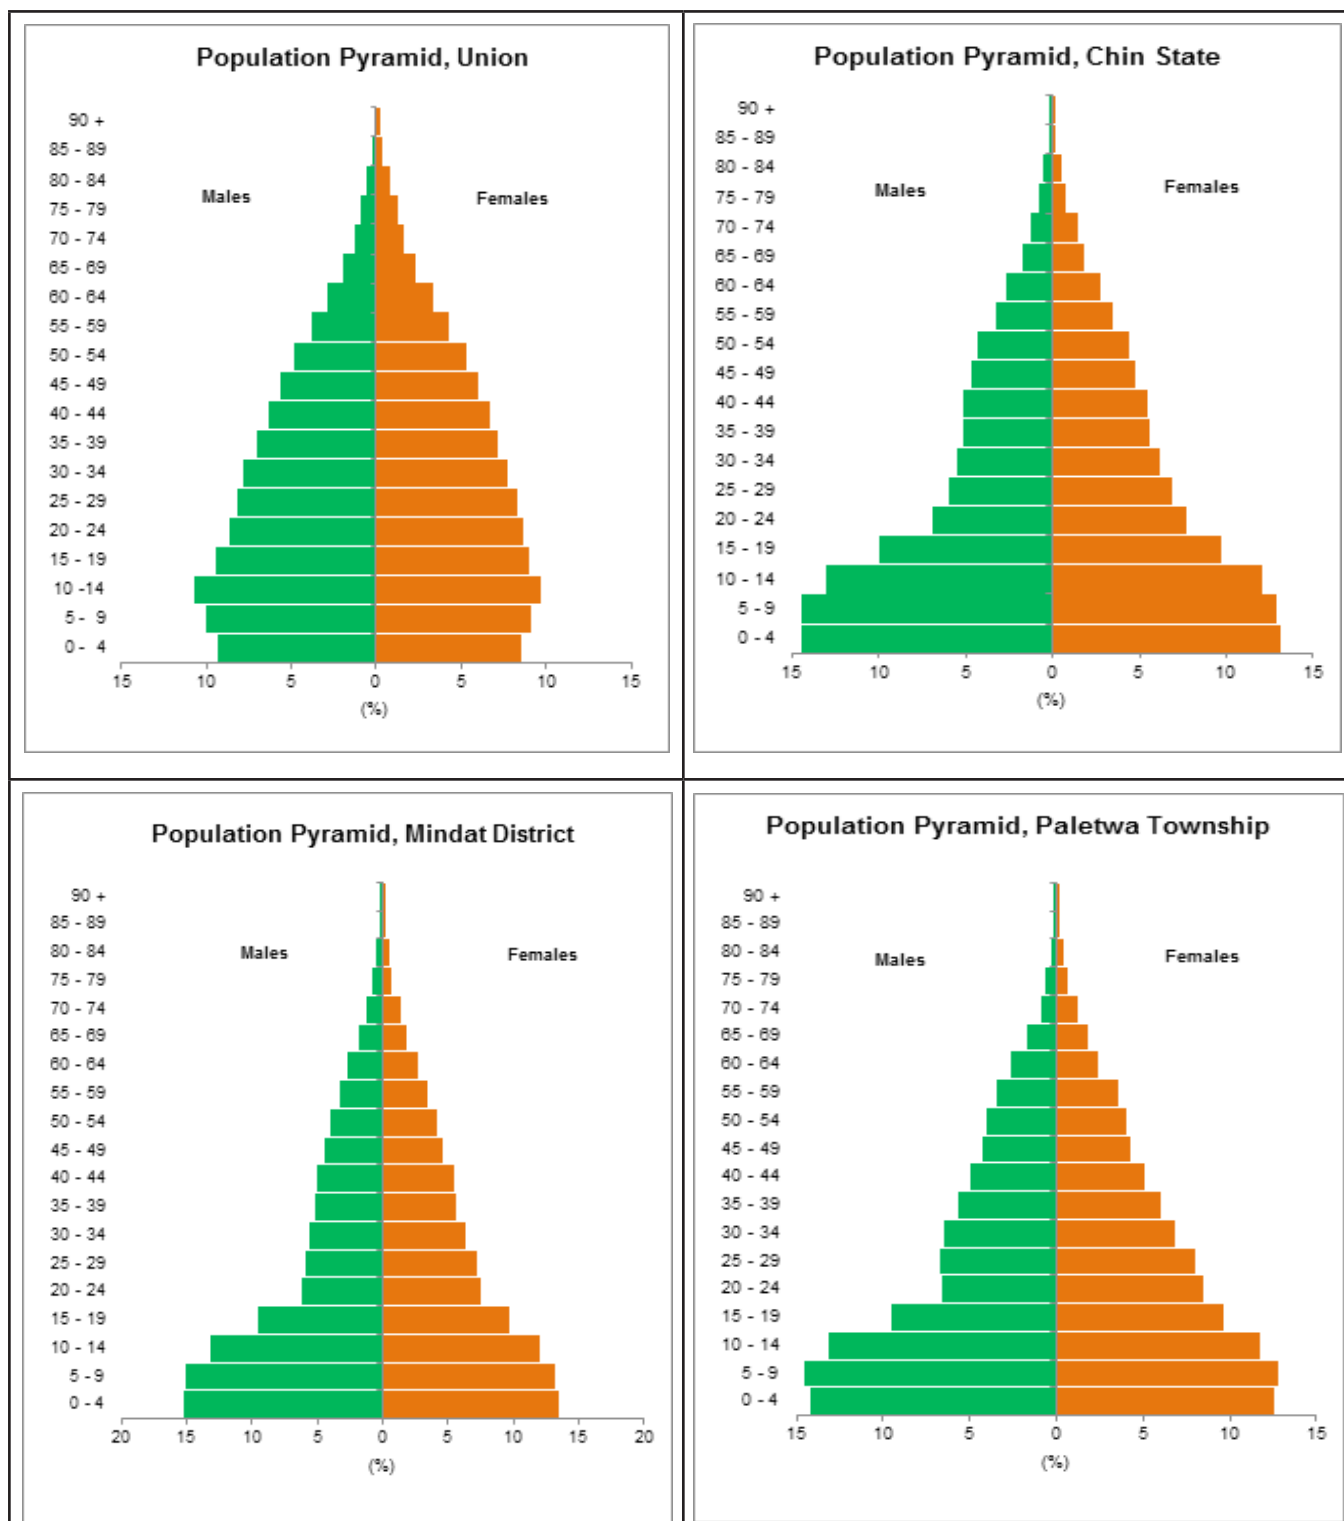 Population Pyramid, Union
90 +
85 - 89
80 - 84
Males
Females
75 - 79
70 - 74
65 - 69
60 - 64
55 - 59
50 - 54
45 - 49
40 - 44
35 - 39
30 - 34
25 - 29
20 - 24
15 - 19
10 -14
5 - 9
0 - 4
15 10 5 0 5 10 15
(%)
Population Pyramid, Chin State
90 +
85 - 89
80 - 84
Males
Females
75 - 79
70 - 74
65 - 69
60 - 64
55 - 59
50 - 54
45 - 49
40 - 44
35 - 39
30 - 34
25 - 29
20 - 24
15 - 19
10 - 14
5 - 9
0 - 4
15 10 5 0 5 10 15
(%)
Population Pyramid, Mindat District
90 +
85 - 89
80 - 84
Males
Females
75 - 79
70 - 74
65 - 69
60 - 64
55 - 59
50 - 54
45 - 49
40 - 44
35 - 39
30 - 34
25 - 29
20 - 24
15 - 19
10 - 14
5 - 9
0 - 4
20 15 10 5 0 5 10 15 20
(%)
Population Pyramid, Paletwa Township
90 +
85 - 89
80 - 84
Males
Females
75 - 79
70 - 74
65 - 69
60 - 64
55 - 59
50 - 54
45 - 49
40 - 44
35 - 39
30 - 34
25 - 29
20 - 24
15 - 19
10 - 14
5 - 9
0 - 4
15 10 5 0 5 10 15
(%)